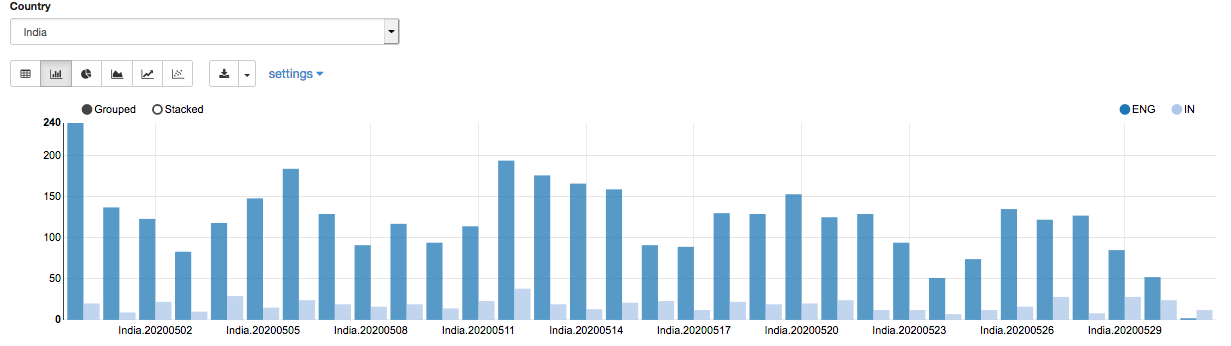 Country
India
settings
Grouped Stacked ENG IN
240
200
150
100
50
0
India.20200502 India.20200505 India.20200508 India.20200511 India.20200514 India.20200517 India.20200520 India.20200523 India.20200526 India.20200529